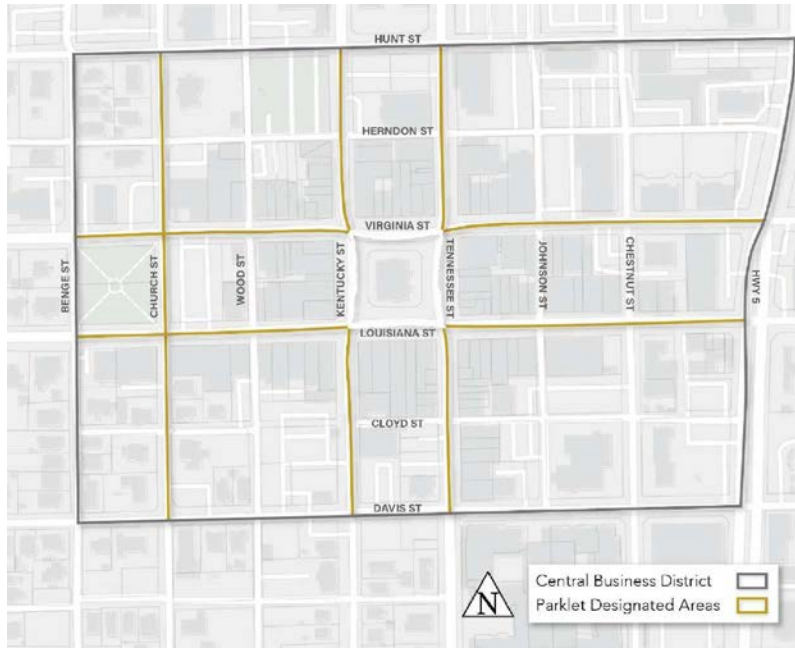 HUNT ST
HERNDON ST
VIRGINIA ST
BENGE ST
CHURCH ST
WOOD ST
KENTUCKY ST
TENNESSEE ST
JOHNSON ST
CHESTNUT ST
HWY 5
LOUISIANA ST
CLOYD ST
DAVIS ST
N
Central Business District
Parklet Designated Areas